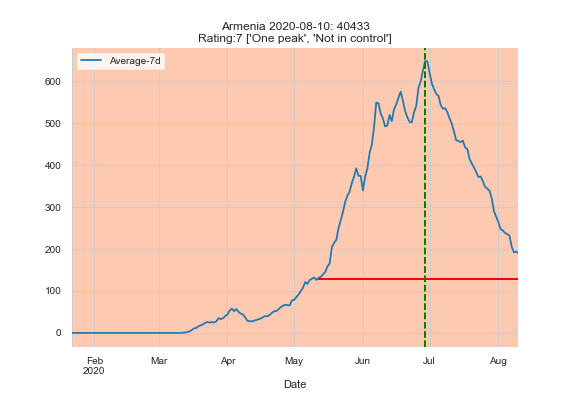 Armenia 2020-08-10: 40433
Rating:7 ['One peak', 'Not in control']
Average-7d
600
500
400
300
200
100
0
Feb
2020
Mar
Apr
May
Jun
Jul
Aug
Date